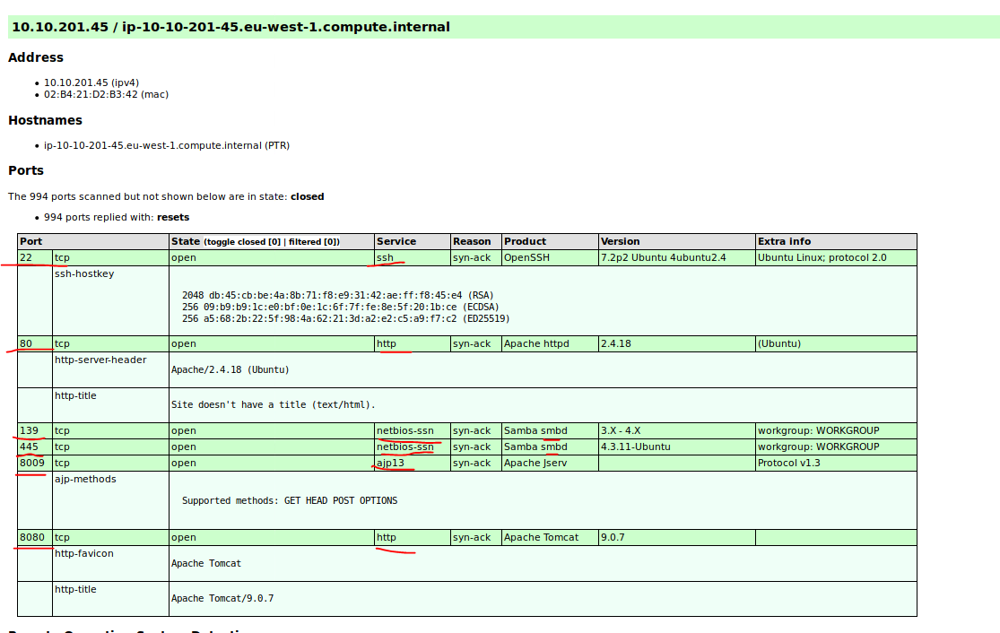 10.10.201.45 / ip-10-10-201-45.eu-west-1.compute.internal
Address
10.10.201.45 (ipv4)
02:B4:21:D2:B3:42 (mac)
Hostnames
ip-10-10-201-45.eu-west-1.compute.internal (PTR)
Ports
The 994 ports scanned but not shown below are in state: closed
994 ports replied with: resets
Port State (toggle closed [0] | filtered [0]) Service Reason Product Version Extra info
22 tcp open ssh syn-ack OpenSSH 7.2p2 Ubuntu 4ubuntu2.4 Ubuntu Linux; protocol 2.0
ssh-hostkey
2048 db:45:cb:be:4a:8b:71:f8:e9:31:42:ae:ff:f8:45:e4 (RSA)
256 09:b9:b9:1c:e0:bf:0e:1c:6f:7f:fe:8e:5f:20:1b:ce (ECDSA)
256 a5:68:2b:22:5f:98:4a:62:21:3d:a2:e2:c5:a9:f7:c2 (ED25519)
80 tcp open http syn-ack Apache httpd 2.4.18 (Ubuntu)
http-server-header
Apache/2.4.18 (Ubuntu)
http-title
Site doesn't have a title (text/html).
139 tcp open netbios-ssn syn-ack Samba smbd 3.X - 4.X workgroup: WORKGROUP
445 tcp open netbios-ssn syn-ack Samba smbd 4.3.11-Ubuntu workgroup: WORKGROUP
8009 tcp open ajp13 syn-ack Apache Jserv Protocol v1.3
ajp-methods
Supported methods: GET HEAD POST OPTIONS
8080 tcp open http syn-ack Apache Tomcat 9.0.7
http-favicon
Apache Tomcat
http-title
Apache Tomcat/9.0.7